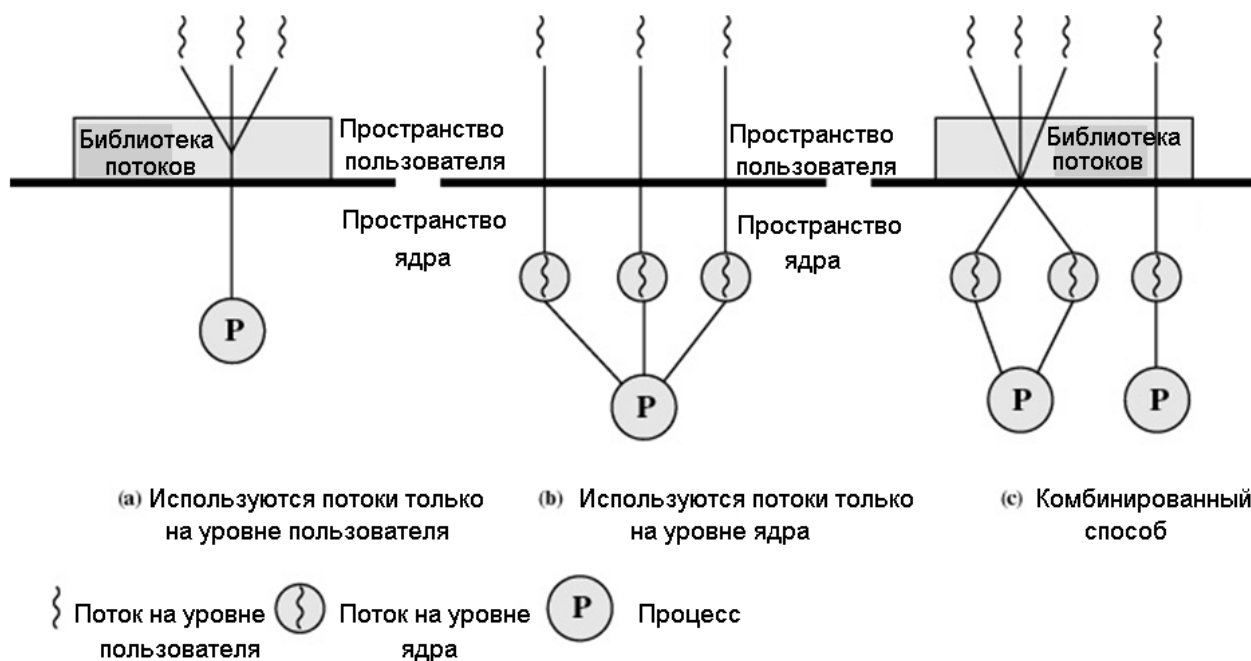 Библиотека
потоков
Пространство
пользователя
Пространство
ядра
P
Пространство
пользователя
Пространство
ядра
P
Библиотека
потоков
P
P
(a) Используются потоки только
на уровне пользователя
(b) Используются потоки только
на уровне ядра
(c) Комбинированный
способ
Поток на уровне
пользователя
Поток на уровне
ядра
P
Процесс